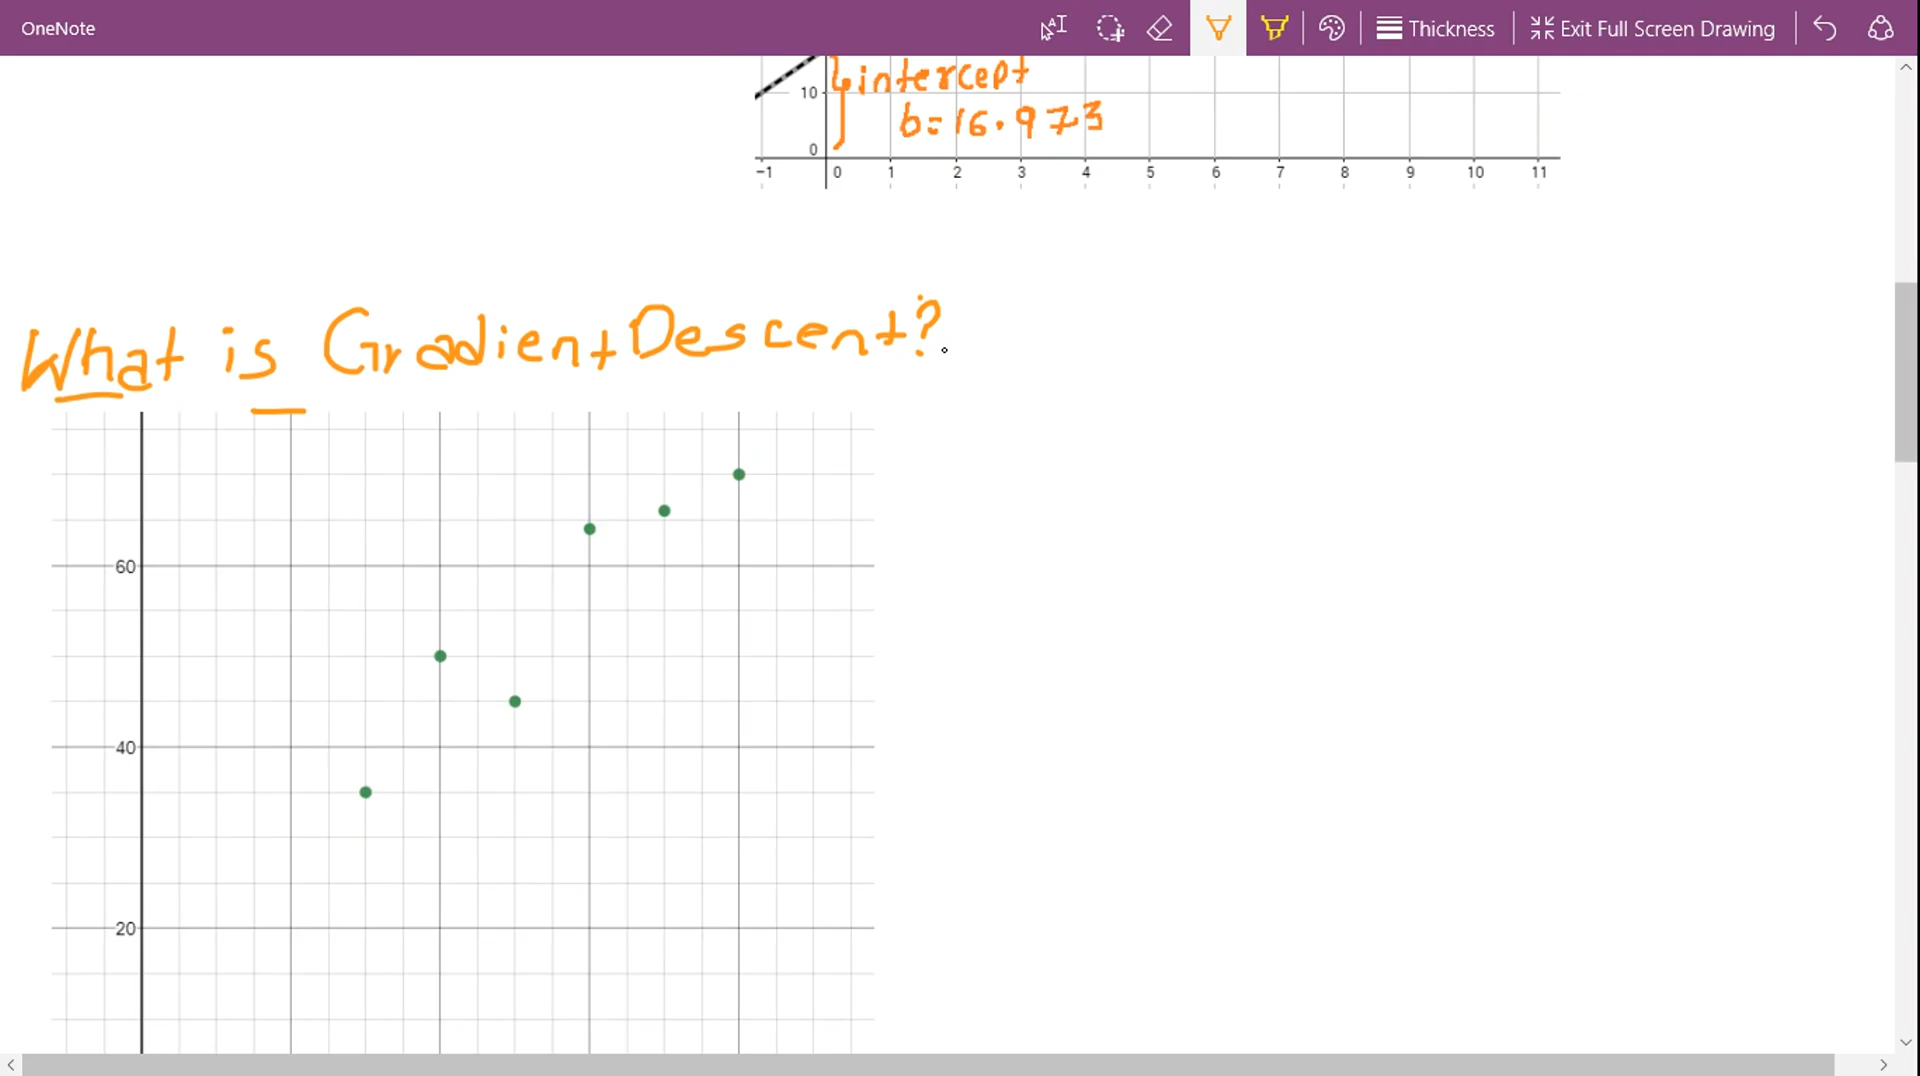 OneNote
Thickness
Exit Full Screen Drawing
intercept
10
b=16.973
0
-1 0 1 2 3 4 5 6 7 8 9 10 11
What is Gradient Descent?
60
40
20